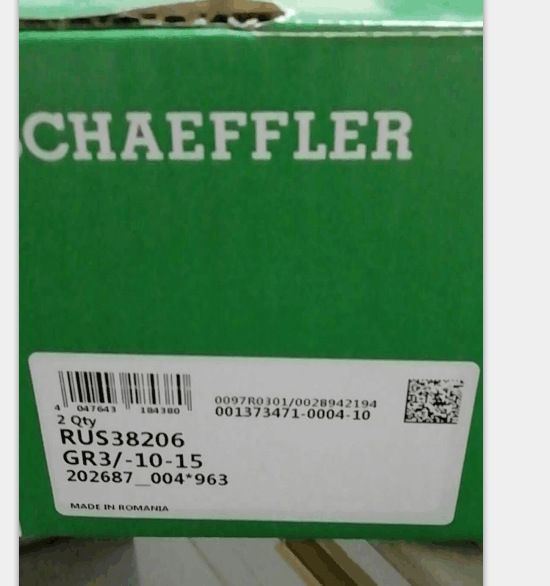 SCHAEFFLER
4 047643 184380
0097R0301/0028942194
001373471-0004-10
2 Qty
RUS38206
GR3/-10-15
202687_004*963
MADE IN ROMANIA